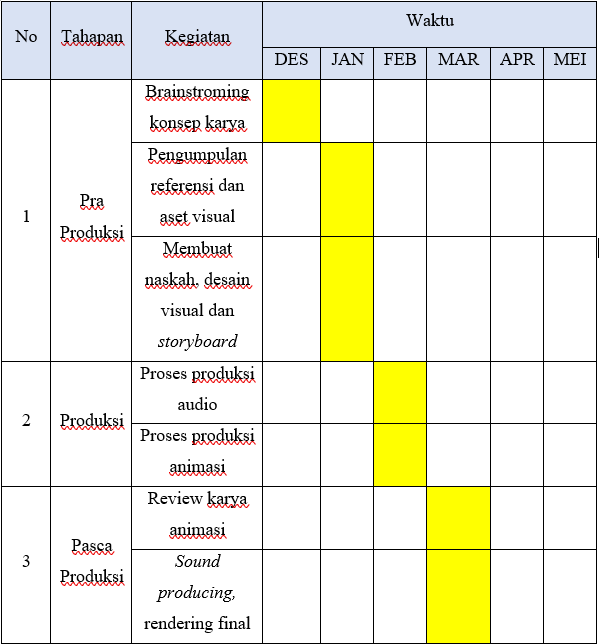 No
Tahapan
Kegiatan
Waktu
DES
JAN
FEB
MAR
APR
MEI
1
Pra
Produksi
Brainstroming
konsep karya
Pengumpulan
referensi dan
aset visual
Membuat
naskah, desain
visual dan
storyboard
2
Produksi
Proses produksi
audio
Proses produksi
animasi
3
Pasca
Produksi
Review karya
animasi
Sound
producing,
rendering final